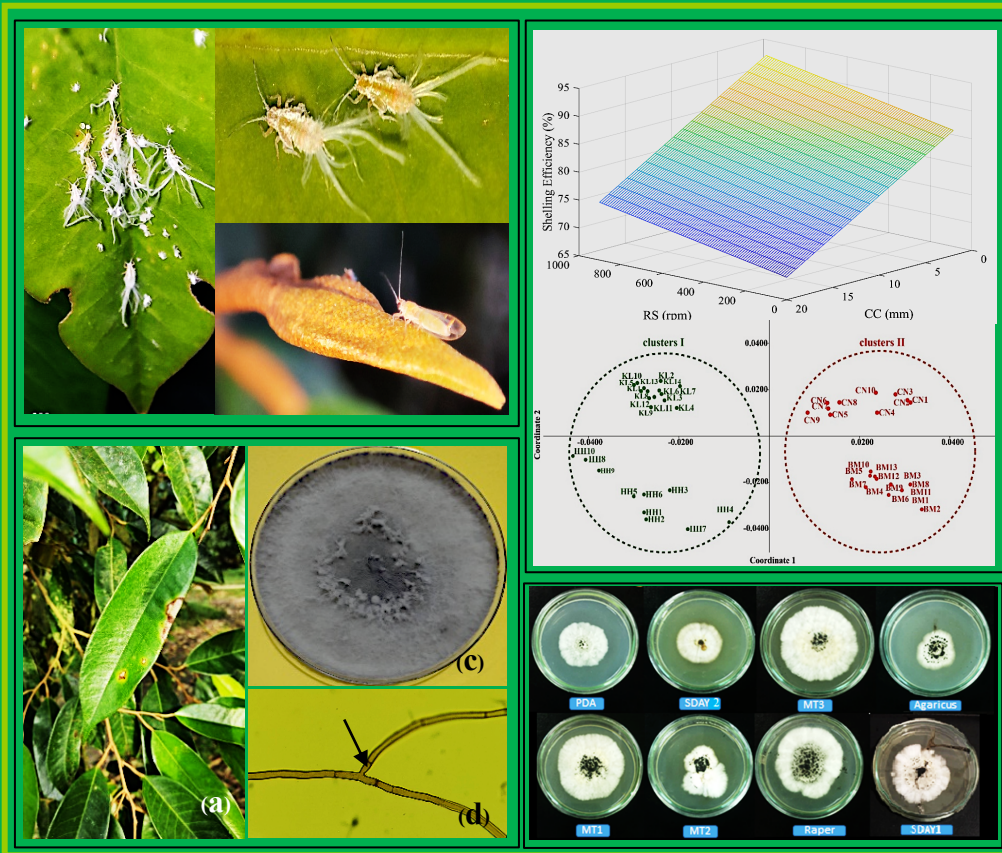 95
90
85
80
75
70
65
Shelling Efficiency (%)
1000
800
600
400
200
0
RS (rpm)
20
15
10
5
0
CC (mm)
clusters I
clusters II
0.0400
0.0200
-0.0200
-0.0400
-0.0400
-0.0200
0.0200
0.0400
Coordinate 2
Coordinate 1
KL10
KL2
KL5
KL13
KL14
KL6
KL7
KL3
KL12
KL11
KL4
KL9
HH10
HH8
HH9
HH5
HH6
HH3
HH1
HH2
HH4
HH7
CN10
CN3
CN6
CN8
CN1
CN9
CN5
CN4
BM10
BM13
BM5
BM12
BM3
BM7
BM9
BM8
BM4
BM11
BM6
BM1
BM2
(a)
(c)
(d)
PDA
SDAY 2
MT3
Agaricus
MT1
MT2
Raper
SDAY1